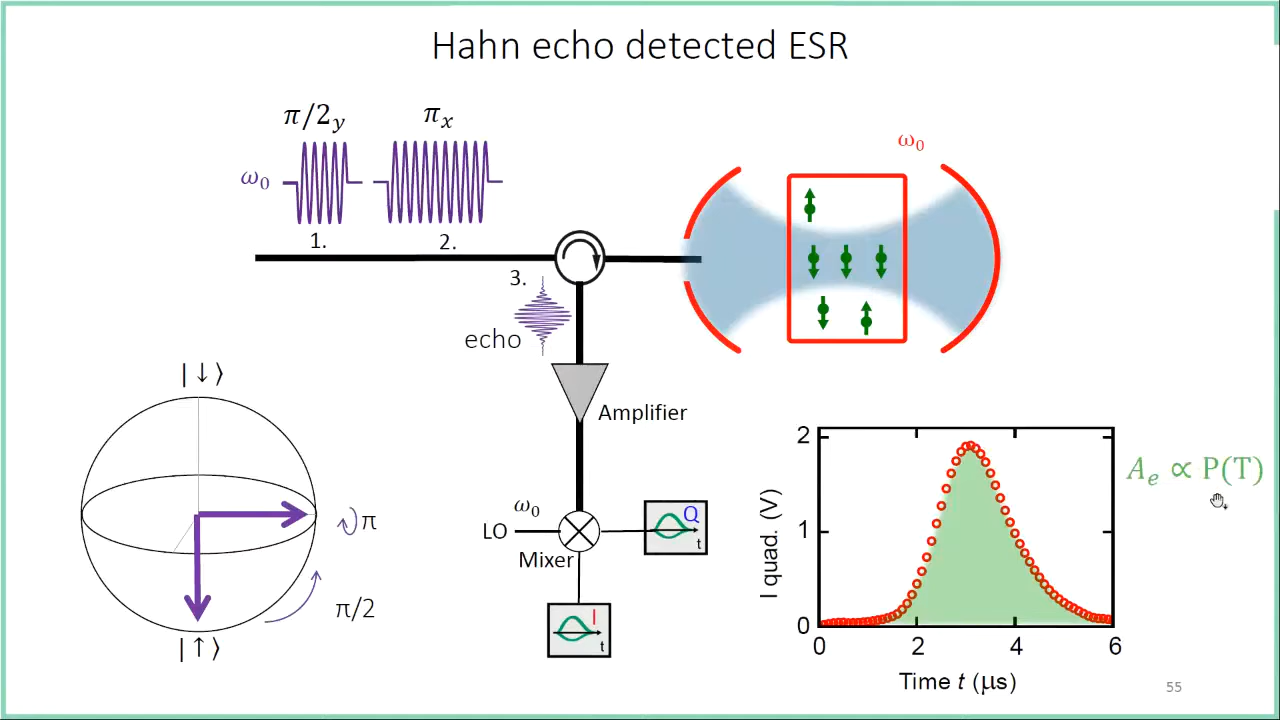 Hahn echo detected ESR
π/2y
πx
ω0
ω0
1.
2.
3.
echo
|↓⟩
Amplifier
π
π/2
|↑⟩
ω0
LO
Mixer
Q
t
I
t
I quad. (V)
2
1
0
0
2
4
6
Time t (μs)
Ae ∝ P(T)
55